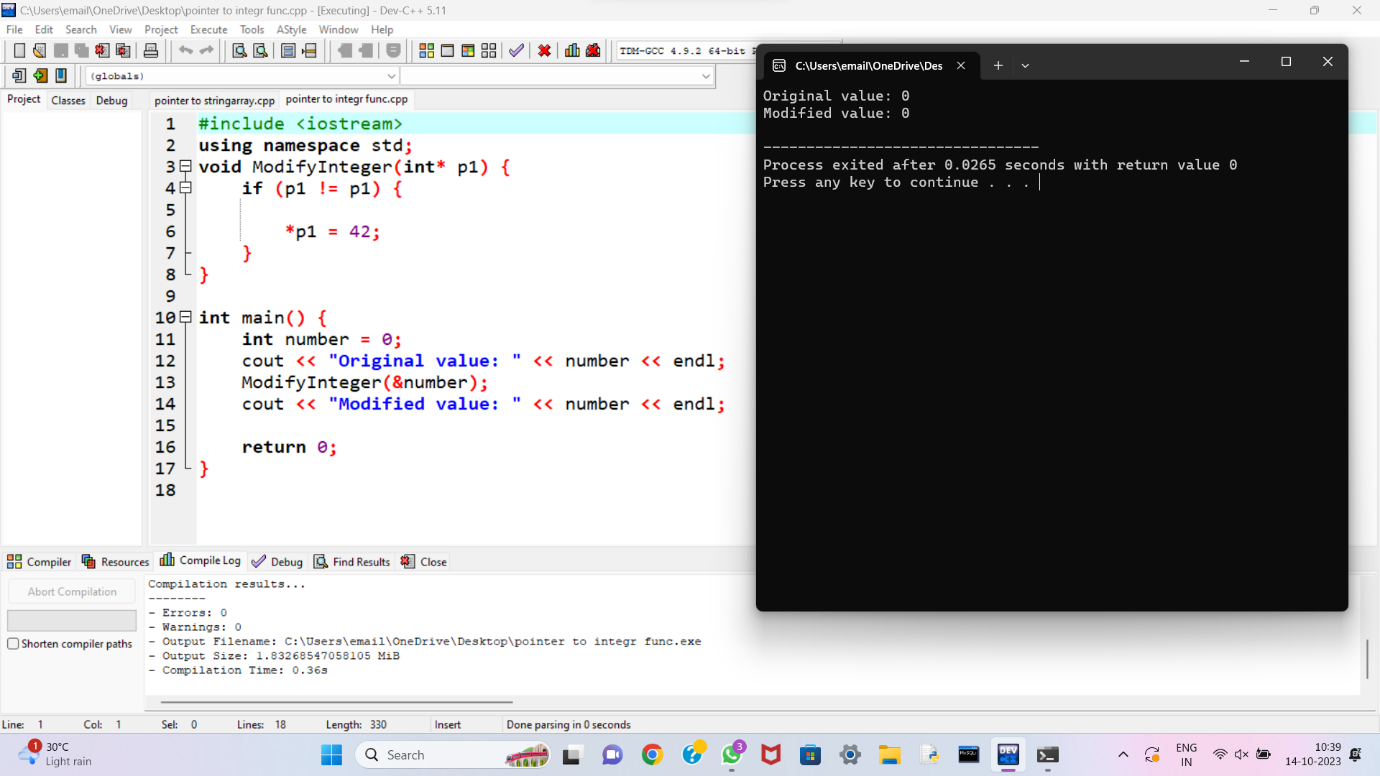 C:\Users\email\OneDrive\Desktop\pointer to integr func.cpp - [Executing] - Dev-C++ 5.11
File Edit Search View Project Execute Tools AStyle Window Help
TDM-GCC 4.9.2 64-bit
(globals)
Project Classes Debug
pointer to stringarray.cpp pointer to integr func.cpp
1 #include <iostream>
2 using namespace std;
3 void ModifyInteger(int* p1) {
4 if (p1 != p1) {
5
6 *p1 = 42;
7 }
8 }
9
10 int main() {
11 int number = 0;
12 cout << "Original value: " << number << endl;
13 ModifyInteger(&number);
14 cout << "Modified value: " << number << endl;
15
16 return 0;
17 }
18
C:\Users\email\OneDrive\Des
Original value: 0
Modified value: 0
--------------------------------
Process exited after 0.0265 seconds with return value 0
Press any key to continue . . .
Compiler Resources Compile Log Debug Find Results Close
Abort Compilation
Shorten compiler paths
Compilation results...
--------
- Errors: 0
- Warnings: 0
- Output Filename: C:\Users\email\OneDrive\Desktop\pointer to integr func.exe
- Output Size: 1.83268547058105 MiB
- Compilation Time: 0.36s
Line: 1 Col: 1 Sel: 0 Lines: 18 Length: 330 Insert Done parsing in 0 seconds
1
30°C
Light rain
Search
3
DEV
ENG
IN
10:39
14-10-2023